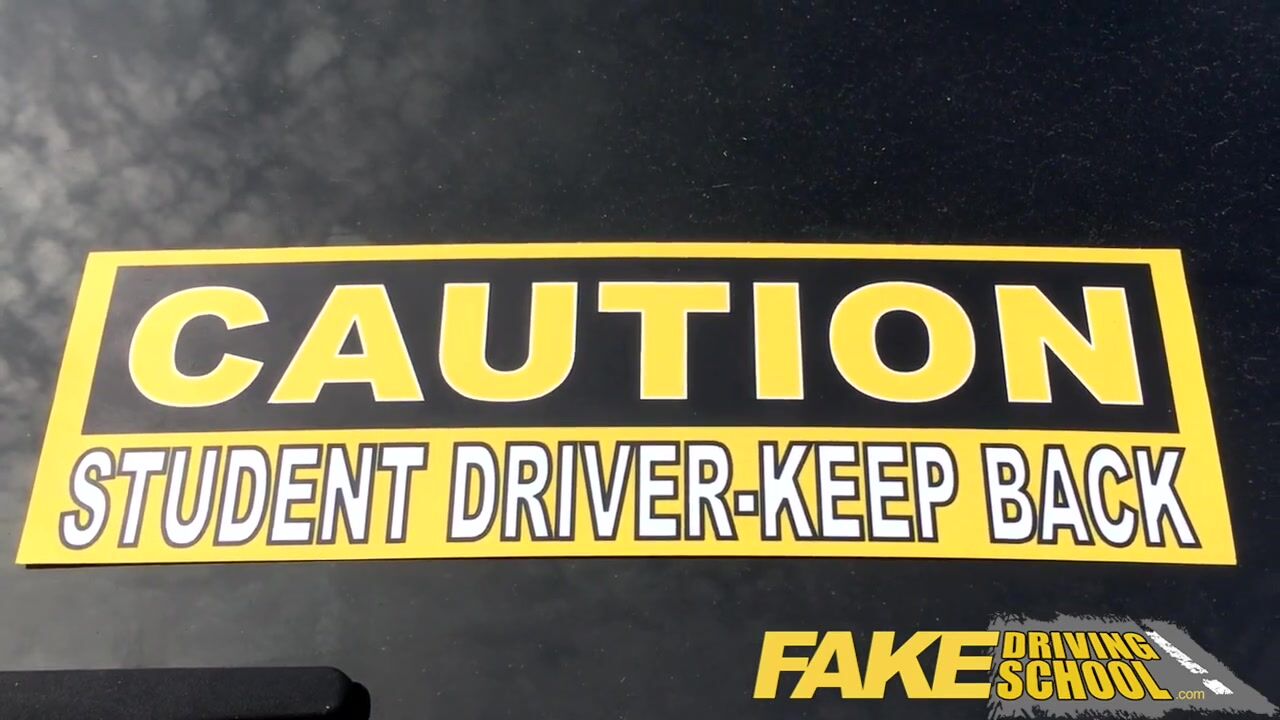 CAUTION
STUDENT DRIVER-KEEP BACK
FAKE DRIVING
SCHOOL.com